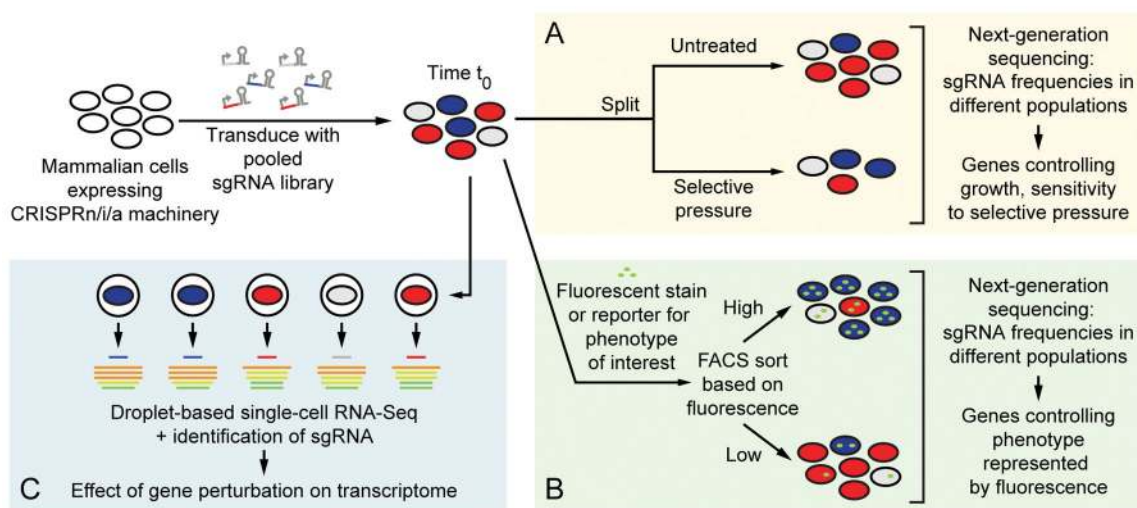 Mammalian cells
expressing
CRISPRn/i/a machinery
Transduce with
pooled
sgRNA library
Time t0
A
Split
Untreated
Selective
pressure
Next-generation
sequencing:
sgRNA frequencies in
different populations
Genes controlling
growth, sensitivity
to selective pressure
Fluorescent stain
or reporter for
phenotype
of interest
High
FACS sort
based on
fluorescence
Low
B
Next-generation
sequencing:
sgRNA frequencies in
different populations
Genes controlling
phenotype
represented
by fluorescence
Droplet-based single-cell RNA-Seq
+ identification of sgRNA
C
Effect of gene perturbation on transcriptome